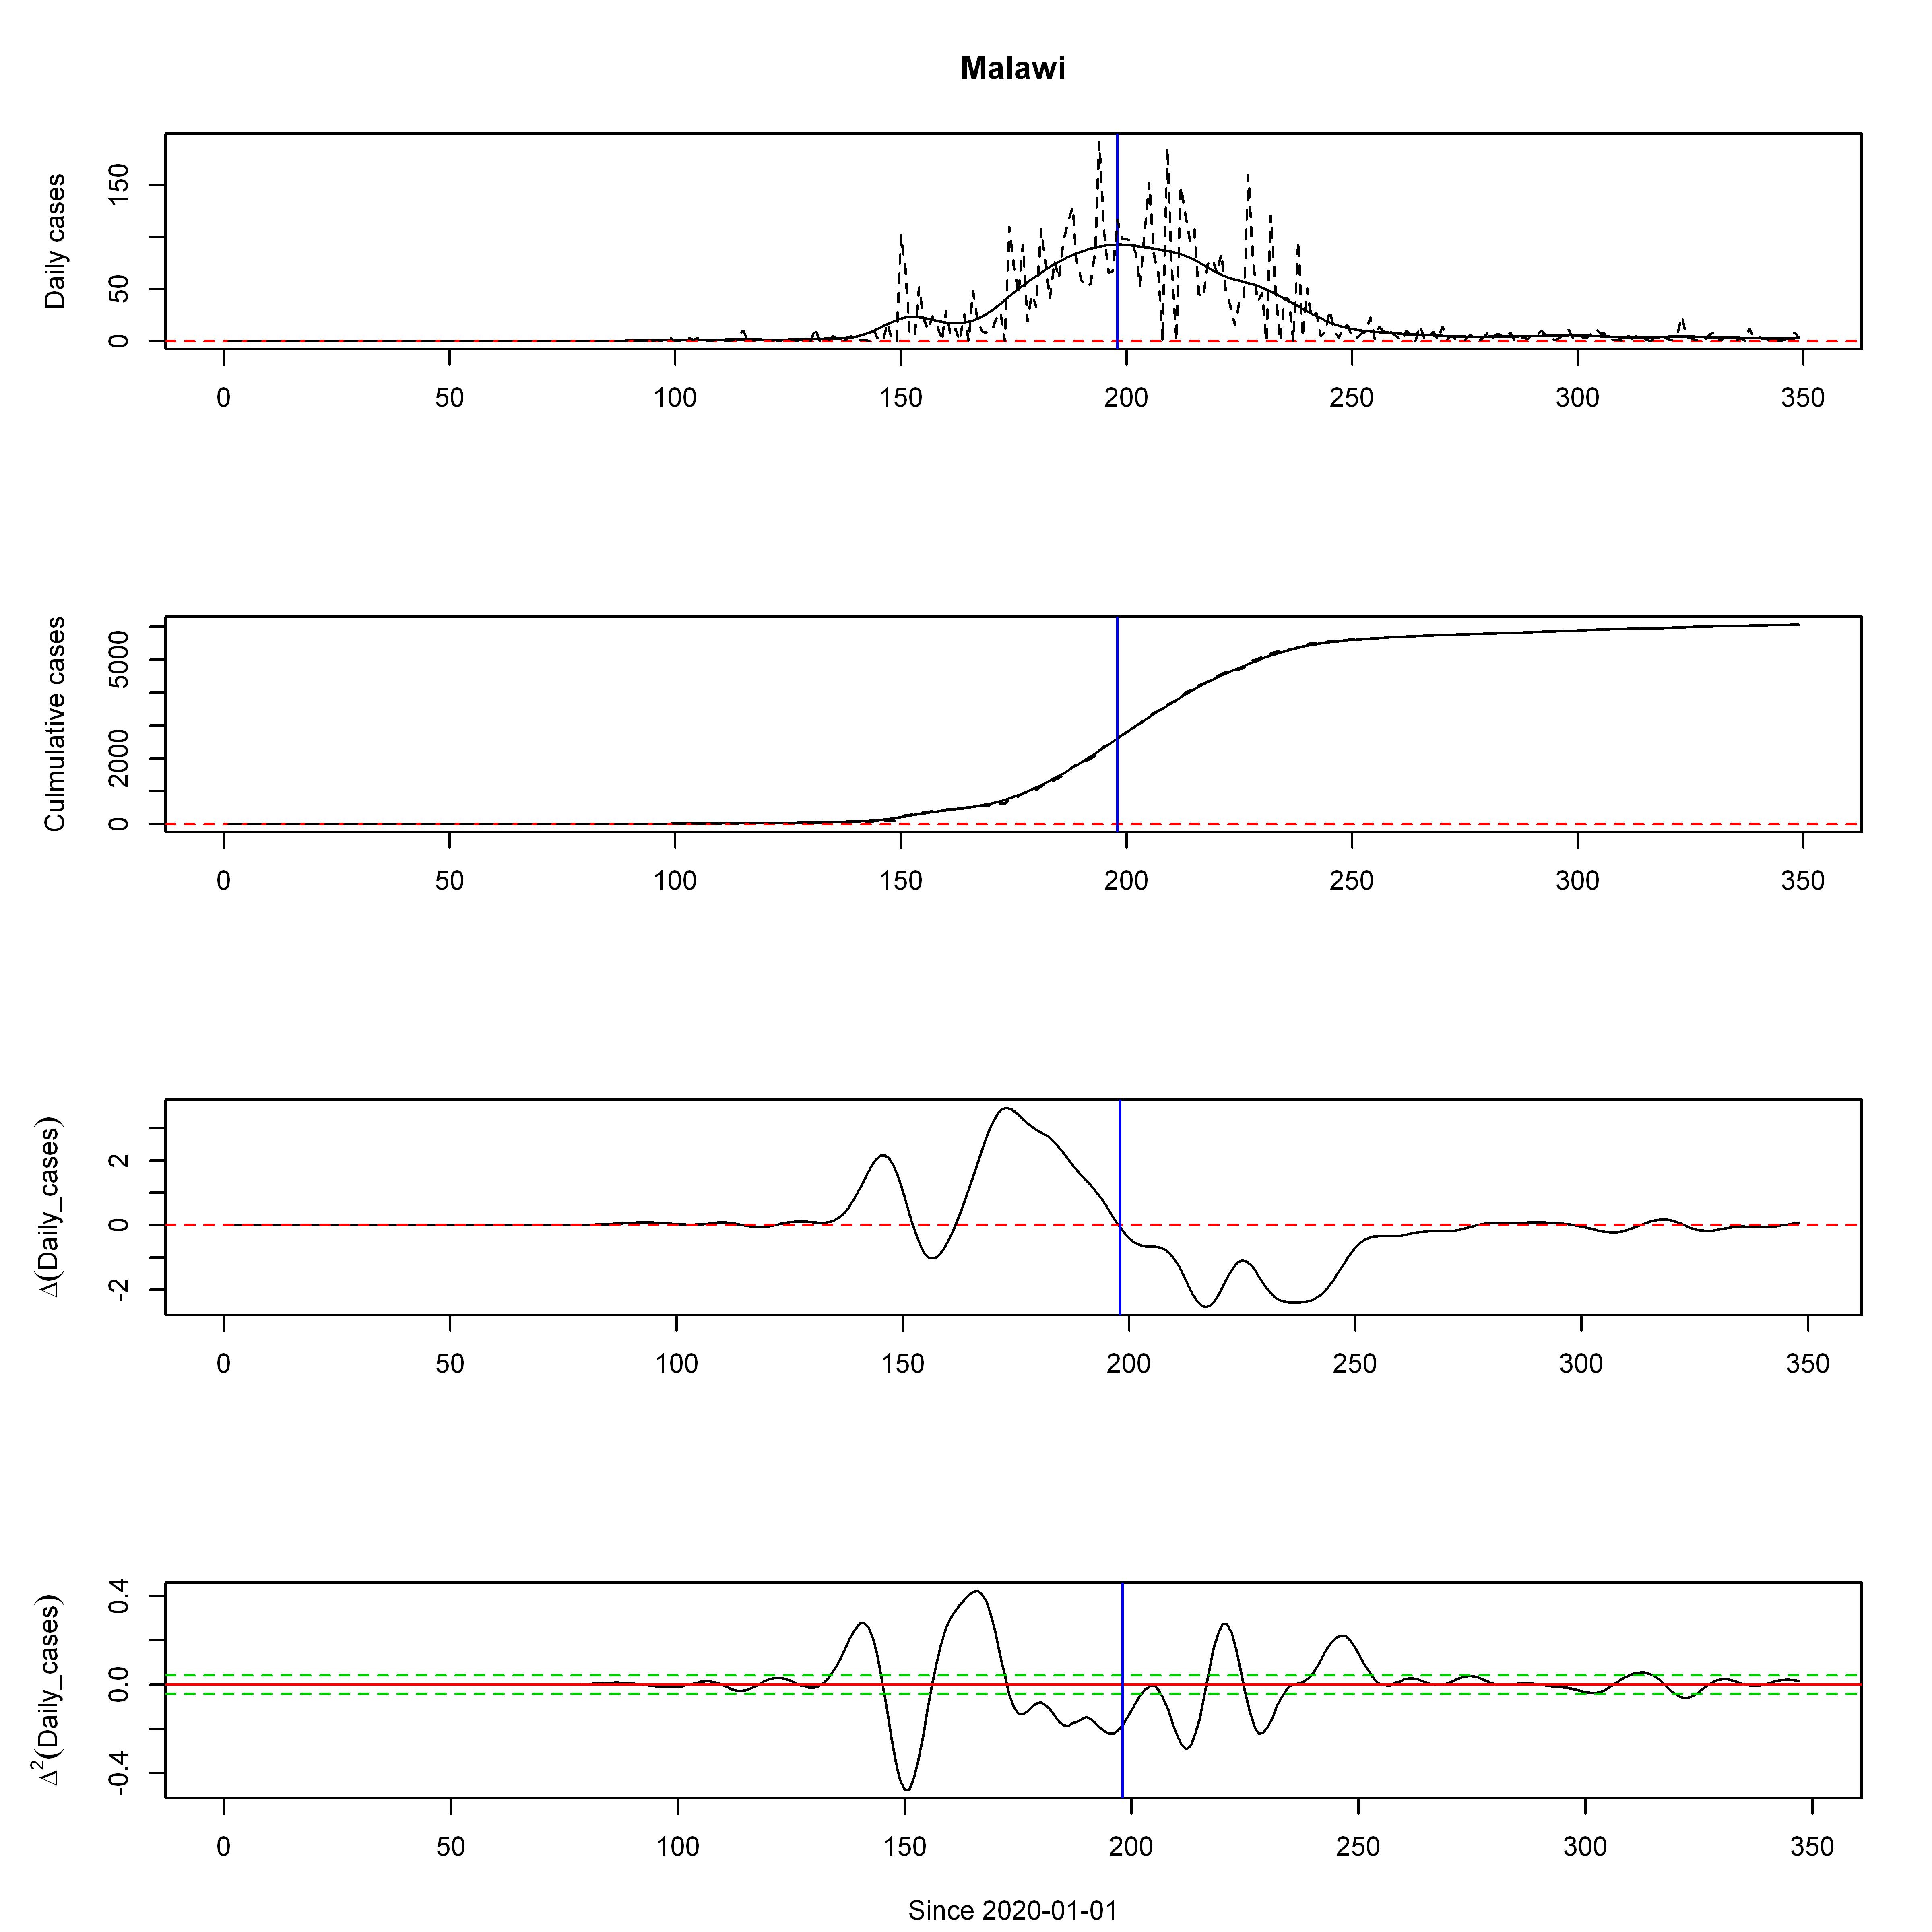 Malawi
Daily cases
0 50 150
0 50 100 150 200 250 300 350
Culmulative cases
0 2000 5000
0 50 100 150 200 250 300 350
Δ(Daily_cases)
-2 0 2
0 50 100 150 200 250 300 350
Δ²(Daily_cases)
-0.4 0.0 0.4
0 50 100 150 200 250 300 350
Since 2020-01-01